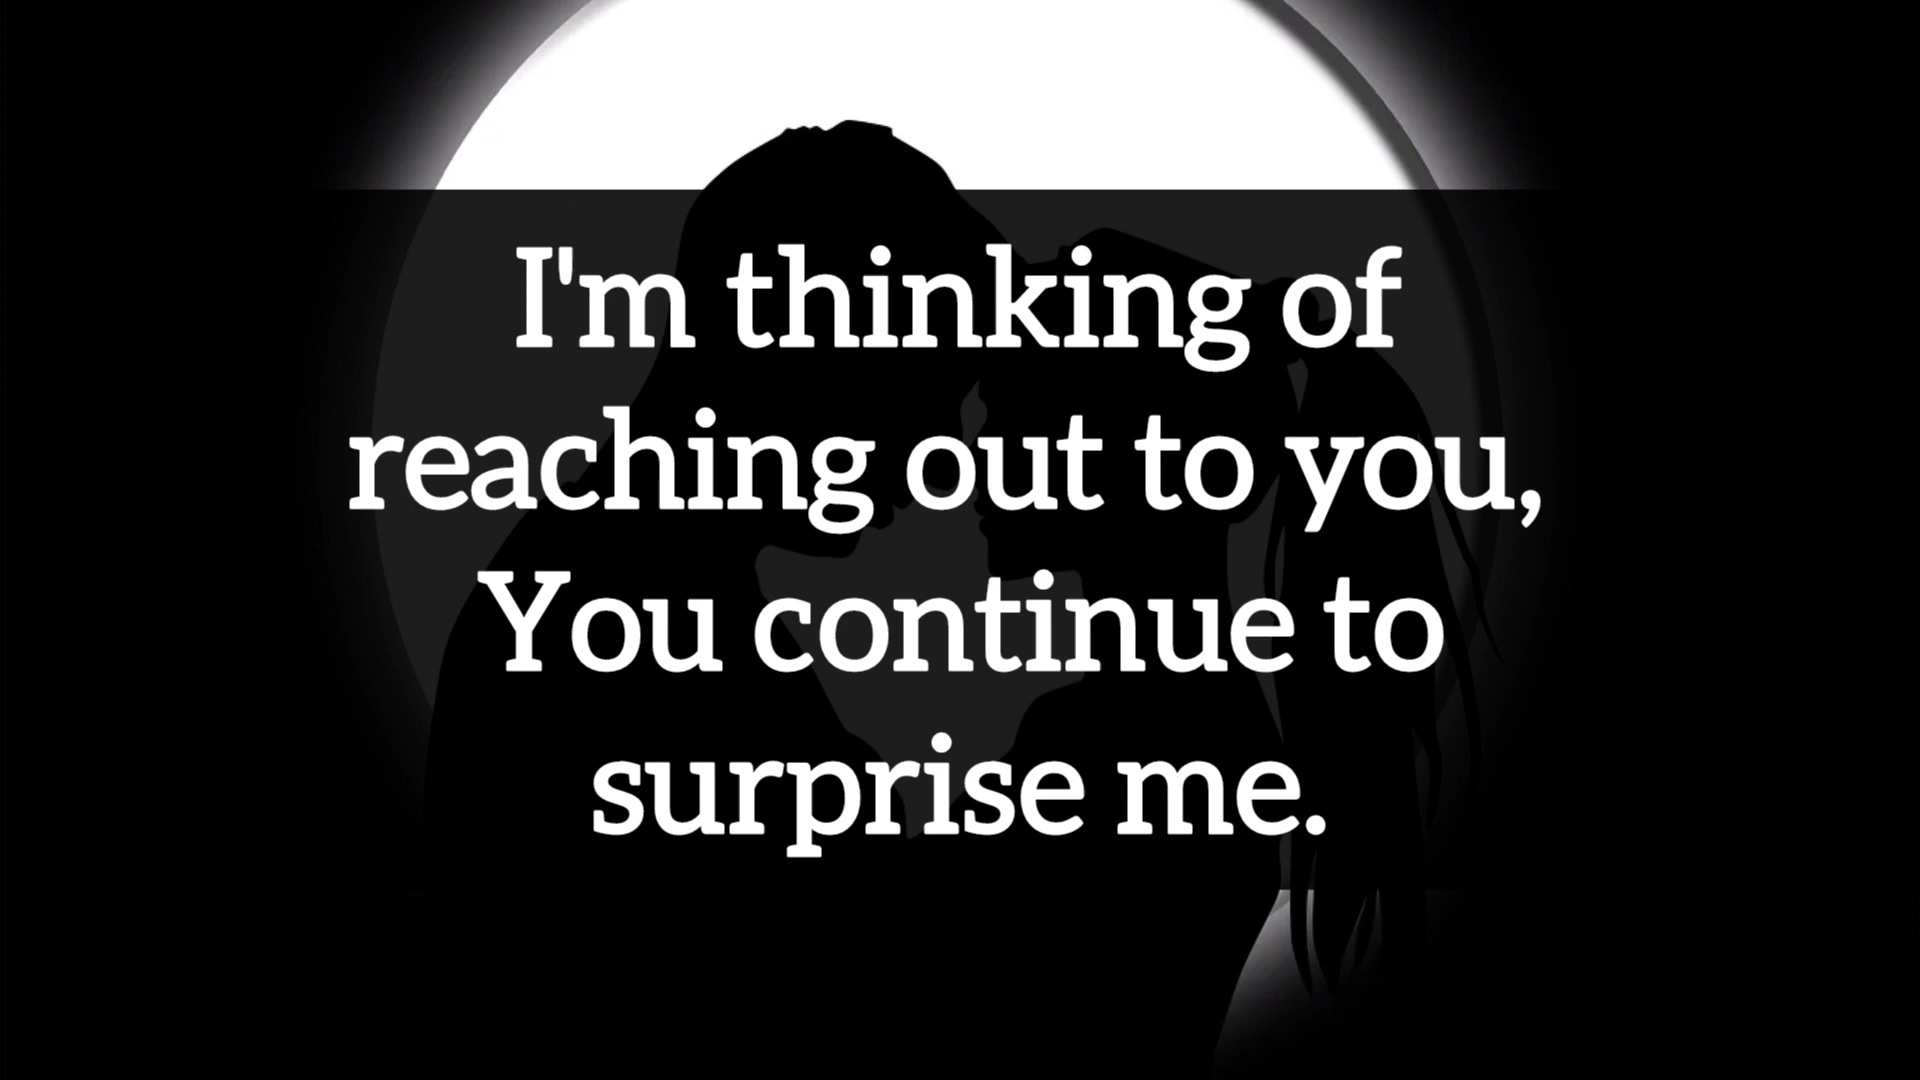 I'm thinking of
reaching out to you,
You continue to
surprise me.